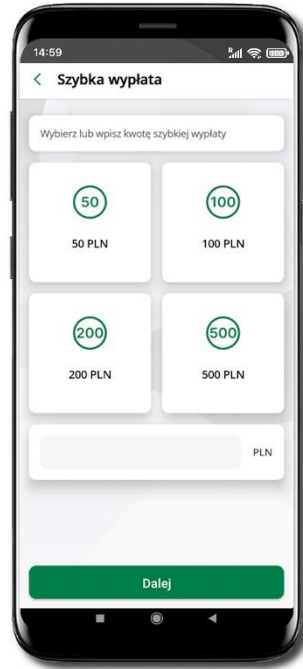 14:59
Szybka wypłata
Wybierz lub wpisz kwotę szybkiej wypłaty
50
100
50 PLN
100 PLN
200
500
200 PLN
500 PLN
PLN
Dalej